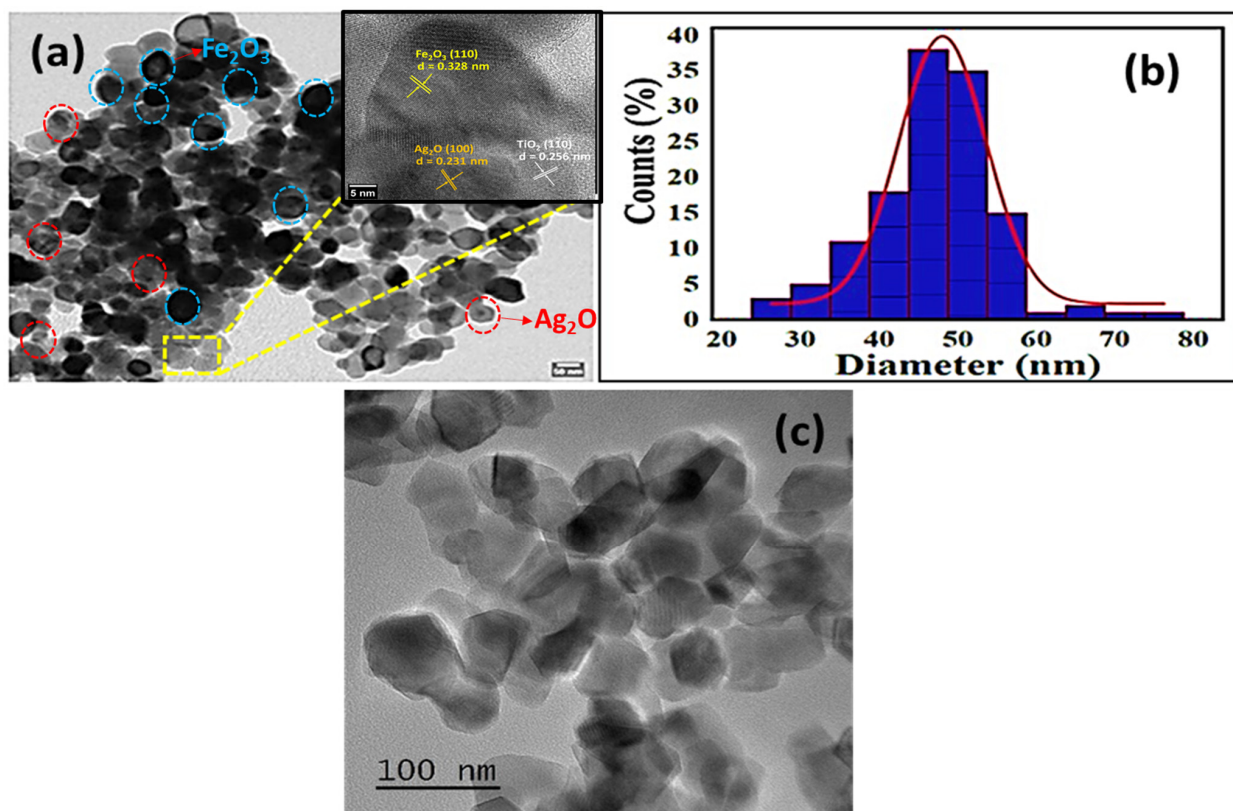 (a)
Fe₂O₃
Fe₂O₃ (110)
d = 0.328 nm
Ag₂O (100)
d = 0.231 nm
TiO₂ (110)
d = 0.256 nm
5 nm
Ag₂O
50 nm
(b)
Counts (%)
40
35
30
25
20
15
10
5
0
20 30 40 50 60 70 80
Diameter (nm)
(c)
100 nm